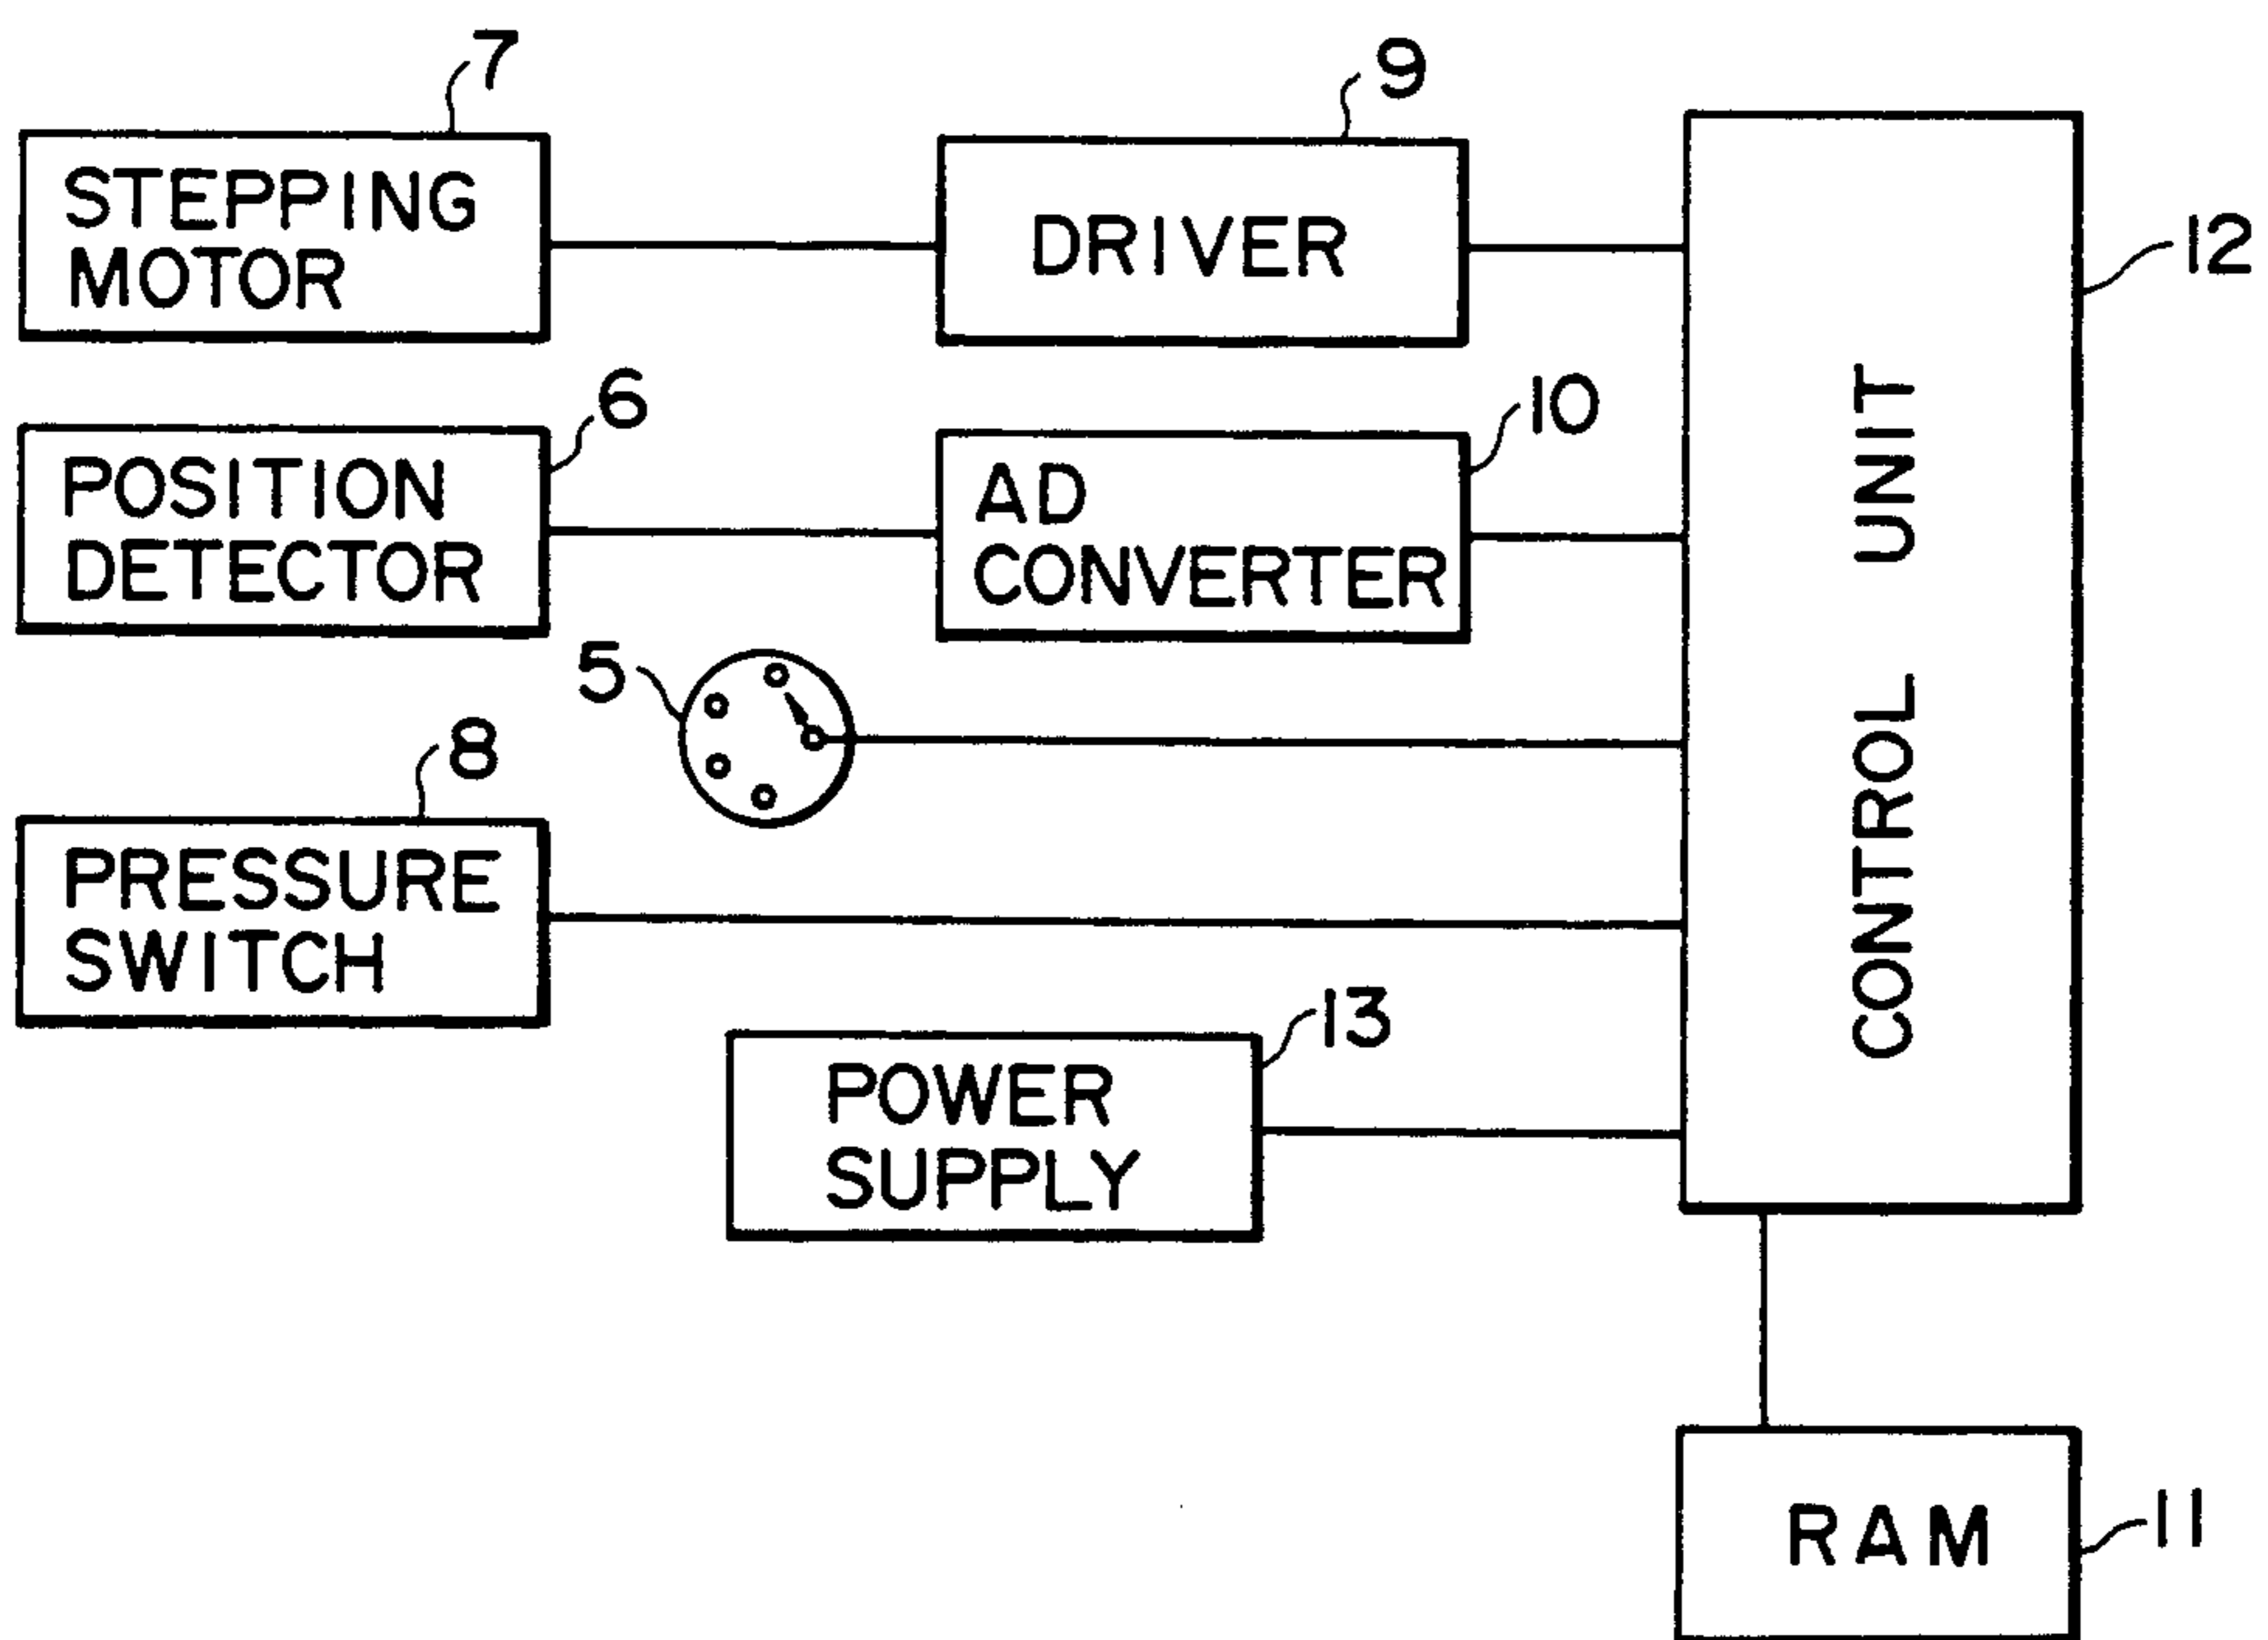 7
STEPPING
MOTOR
9
DRIVER
12
6
POSITION
DETECTOR
10
AD
CONVERTER
5
8
PRESSURE
SWITCH
CONTROL UNIT
13
POWER
SUPPLY
RAM
11